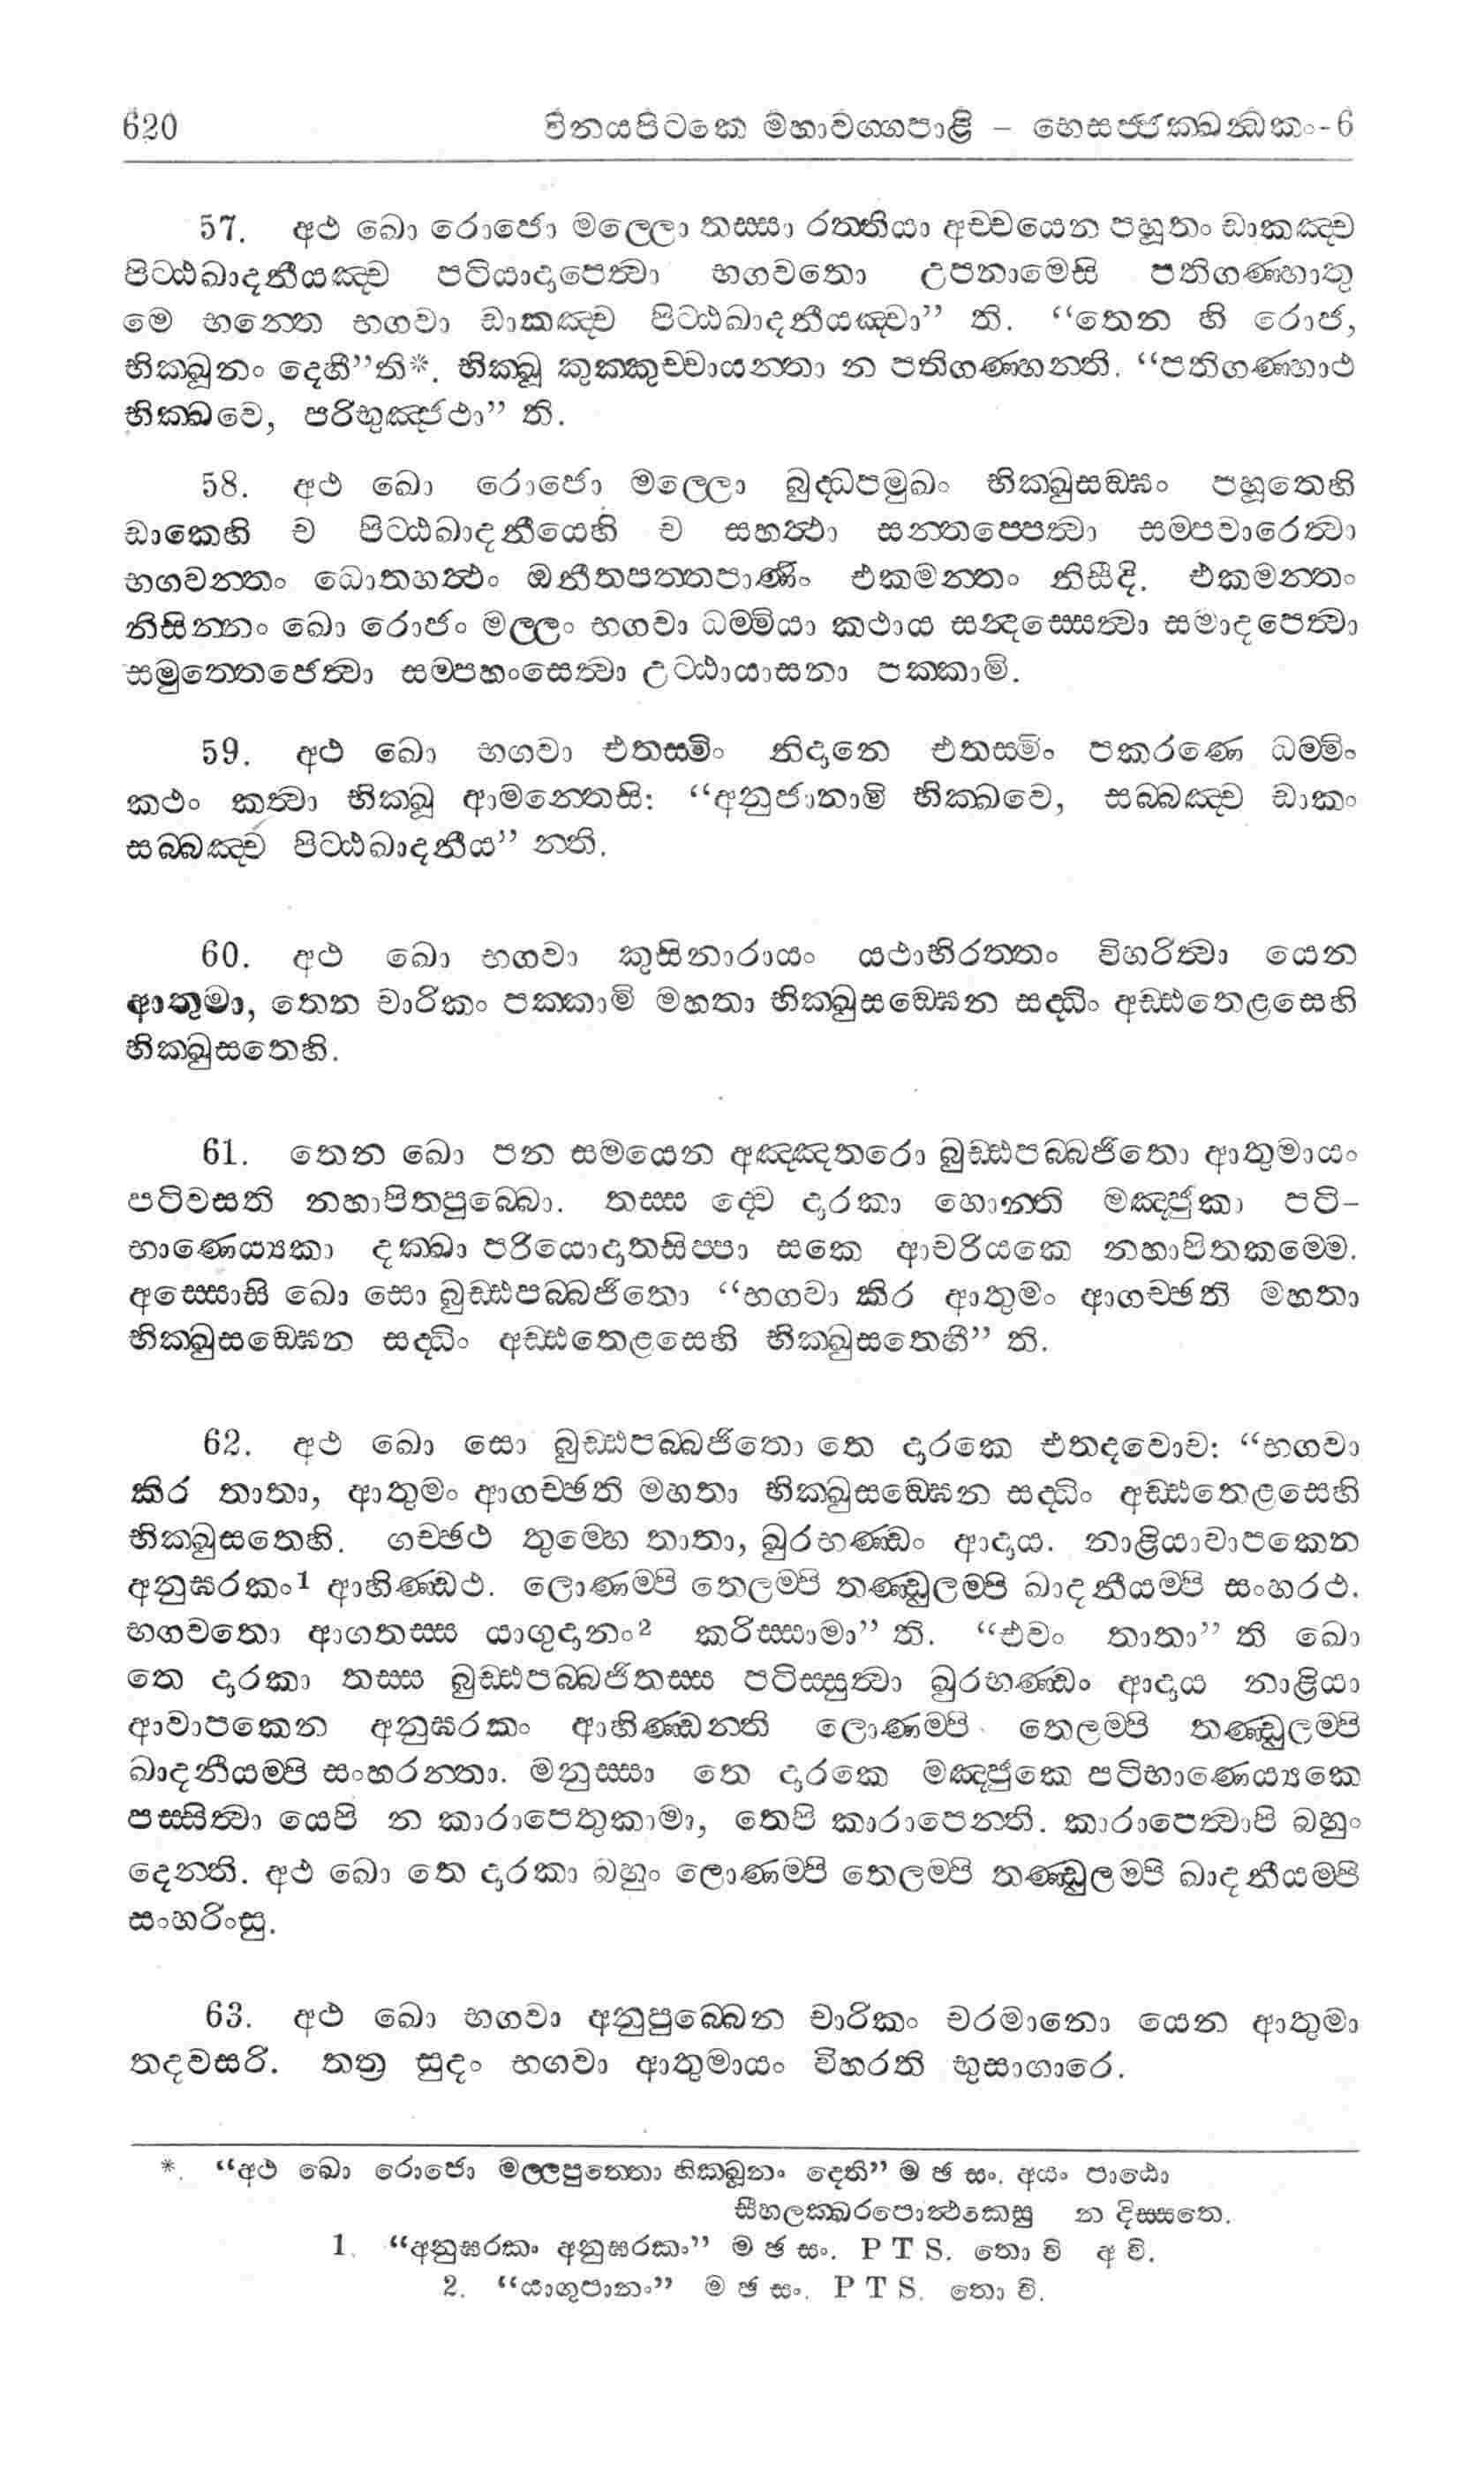 620 විනයපිටකෙ මහාවග්ගපාළි – භෙසජ්ජක්ඛන්ධකං-6
57. අථ ඛො රොජො මල්ලො තස්සා රත්තියා අච්චයෙන පහූතං ඩාකඤ්ච
පිට්ඨඛාදනීයඤ්ච පටියාදාපෙත්වා භගවතො උපනාමෙසි පතිගණ්හාතු
මෙ භන්තෙ භගවා ඩාකඤ්ච පිට්ඨඛාදනීයඤ්චා” ති. “තෙන හි රොජ,
භික්ඛූනං දෙහී”ති*. භික්ඛූ කුක්කුච්චායන්තා න පතිගණ්හන්ති. “පතිගණ්හාථ
භික්ඛවෙ, පරිභුඤ්ජථා” ති.
58. අථ ඛො රොජො මල්ලො බුද්ධපමුඛං භික්ඛුසඞ්ඝං පහූතෙහි
ඩාකෙහි ච පිට්ඨඛාදනීයෙහි ච සහත්ථා සන්තප්පෙත්වා සම්පවාරෙත්වා
භගවන්තං ධොතහත්ථං ඔනීතපත්තපාණිං එකමන්තං නිසීදි. එකමන්තං
නිසින්නං ඛො රොජං මල්ලං භගවා ධම්මියා කථාය සන්දස්සෙත්වා සමාදපෙත්වා
සමුත්තෙජෙත්වා සම්පහංසෙත්වා උට්ඨායාසනා පක්කාමි.
59. අථ ඛො භගවා එතස්මිං නිදානෙ එතස්මිං පකරණෙ ධම්මිං
කථං කත්වා භික්ඛූ ආමන්තෙසි: “අනුජානාමි භික්ඛවෙ, සබ්බඤ්ච ඩාකං
සබ්බඤ්ච පිට්ඨඛාදනීය” න්ති.
60. අථ ඛො භගවා කුසිනාරායං යථාභිරත්තං විහරිත්වා යෙන
ආතුමා, තෙන චාරිකං පක්කාමි මහතා භික්ඛුසඞ්ඝෙන සද්ධිං අඩ්ඪතෙළසෙහි
භික්ඛුසතෙහි.
61. තෙන ඛො පන සමයෙන අඤ්ඤතරො බුඩ්ඪපබ්බජිතො ආතුමායං
පටිවසති නහාපිතපුබ්බො. තස්ස ද්වෙ දාරකා හොන්ති මඤ්ජුකා පටි-
භාණෙය්‍යකා දක්ඛා පරියොදාතසිප්පා සකෙ ආචරියකෙ නහාපිතකම්මෙ.
අස්සොසි ඛො සො බුඩ්ඪපබ්බජිතො “භගවා කිර ආතුමං ආගච්ඡති මහතා
භික්ඛුසඞ්ඝෙන සද්ධිං අඩ්ඪතෙළසෙහි භික්ඛුසතෙහී” ති.
62. අථ ඛො සො බුඩ්ඪපබ්බජිතො තෙ දාරකෙ එතදවොච: “භගවා
කිර තාතා, ආතුමං ආගච්ඡති මහතා භික්ඛුසඞ්ඝෙන සද්ධිං අඩ්ඪතෙළසෙහි
භික්ඛුසතෙහි. ගච්ඡථ තුම්හෙ තාතා, ඛුරභණ්ඩං ආදාය. නාළියාවාපකෙන
අනුඝරකං1 ආහිණ්ඩථ. ලොණම්පි තෙලම්පි තණ්ඩුලම්පි ඛාදනීයම්පි සංහරථ.
භගවතො ආගතස්ස යාගුදානං2 කරිස්සාමා” ති. “එවං තාතා” ති ඛො
තෙ දාරකා තස්ස බුඩ්ඪපබ්බජිතස්ස පටිස්සුත්වා ඛුරභණ්ඩං ආදාය නාළියා
ආවාපකෙන අනුඝරකං ආහිණ්ඩන්ති ලොණම්පි තෙලම්පි තණ්ඩුලම්පි
ඛාදනීයම්පි සංහරන්තා. මනුස්සා තෙ දාරකෙ මඤ්ජුකෙ පටිභාණෙය්‍යකෙ
පස්සිත්වා යෙපි න කාරාපෙතුකාමා, තෙපි කාරාපෙන්ති. කාරාපෙත්වාපි බහුං
දෙන්ති. අථ ඛො තෙ දාරකා බහුං ලොණම්පි තෙලම්පි තණ්ඩුලම්පි ඛාදනීයම්පි
සංහරිංසු.
63. අථ ඛො භගවා අනුපුබ්බෙන චාරිකං චරමානො යෙන ආතුමා
තදවසරි. තත්‍ර සුදං භගවා ආතුමායං විහරති භුසාගාරෙ.
*. “අථ ඛො රොජො මල්ලපුත්තො භික්ඛූනං දෙති” ම ඡ සං. අයං පාඨො
සීහලක්ඛරපොත්ථකෙසු න දිස්සතෙ.
1. “අනුඝරකං අනුඝරකං” ම ඡ සං. P T S. තො වි අ වි.
2. “යාගුපානං” ම ඡ සං. P T S. තො වි.